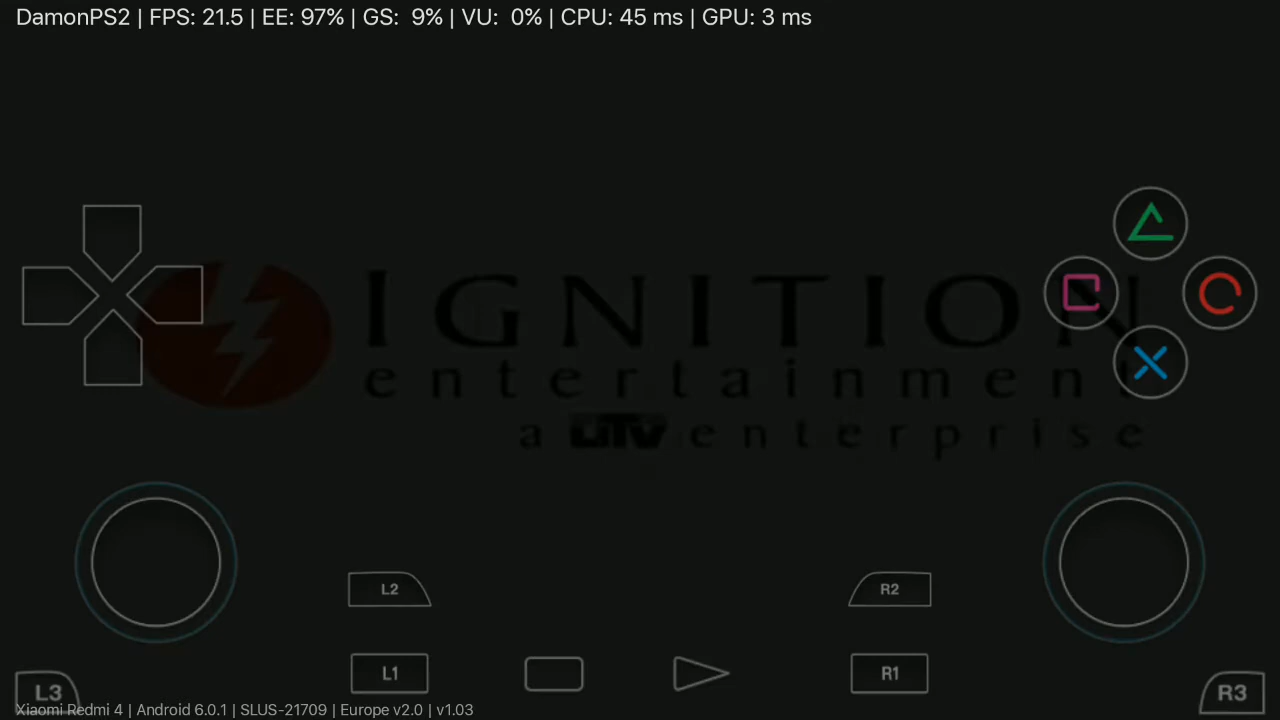 DamonPS2 | FPS: 21.5 | EE: 97% | GS: 9% | VU: 0% | CPU: 45 ms | GPU: 3 ms
IGNITION
entertainment
a UTV enterprise
L2
R2
L1
R1
L3
R3
Xiaomi Redmi 4 | Android 6.0.1 | SLUS-21709 | Europe v2.0 | v1.03